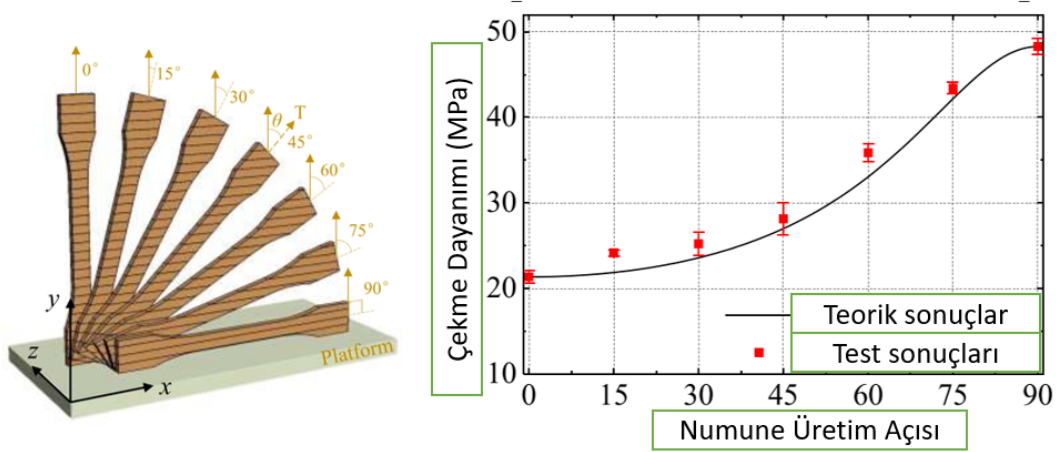 0°
15°
30°
θ T
45°
60°
75°
90°
y
z
x
Platform
Çekme Dayanımı (MPa)
50
40
30
20
10
0 15 30 45 60 75 90
Teorik sonuçlar
Test sonuçları
Numune Üretim Açısı